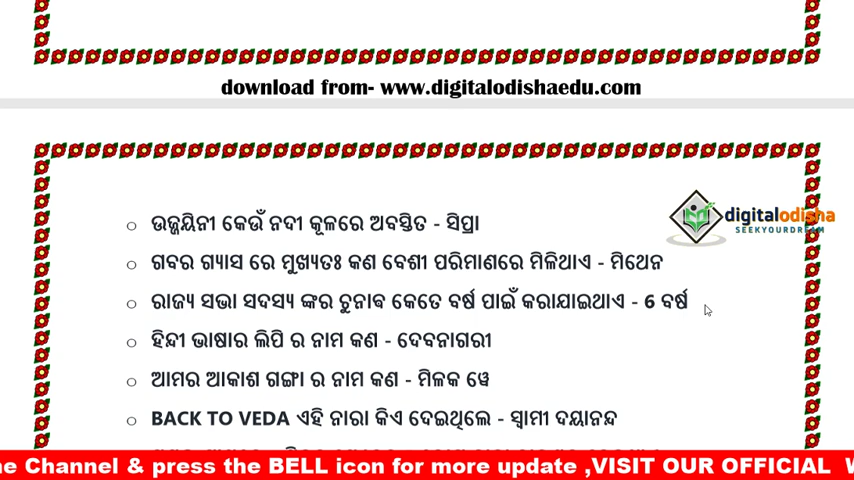 download from- www.digitalodishaedu.com
digitalodisha
SEEKYOURDREAM
ଉଜ୍ଜୟିନୀ କେଉଁ ନଦୀ କୂଳରେ ଅବସ୍ତିତ - ସିପ୍ରା
ଗବର ଗ୍ୟାସ ରେ ମୁଖ୍ୟତଃ କଣ ବେଶୀ ପରିମାଣରେ ମିଳିଥାଏ - ମିଥେନ
ରାଜ୍ୟ ସଭା ସଦସ୍ୟ ଙ୍କର ଚୁନାବ କେତେ ବର୍ଷ ପାଇଁ କରାଯାଇଥାଏ - 6 ବର୍ଷ
ହିନ୍ଦୀ ଭାଷାର ଲିପି ର ନାମ କଣ - ଦେବନାଗରୀ
ଆମର ଆକାଶ ଗଙ୍ଗା ର ନାମ କଣ - ମିଳକ ୱେ
BACK TO VEDA ଏହି ନାରା କିଏ ଦେଇଥିଲେ - ସ୍ଵାମୀ ଦୟାନନ୍ଦ
he Channel & press the BELL icon for more update ,VISIT OUR OFFICIAL W